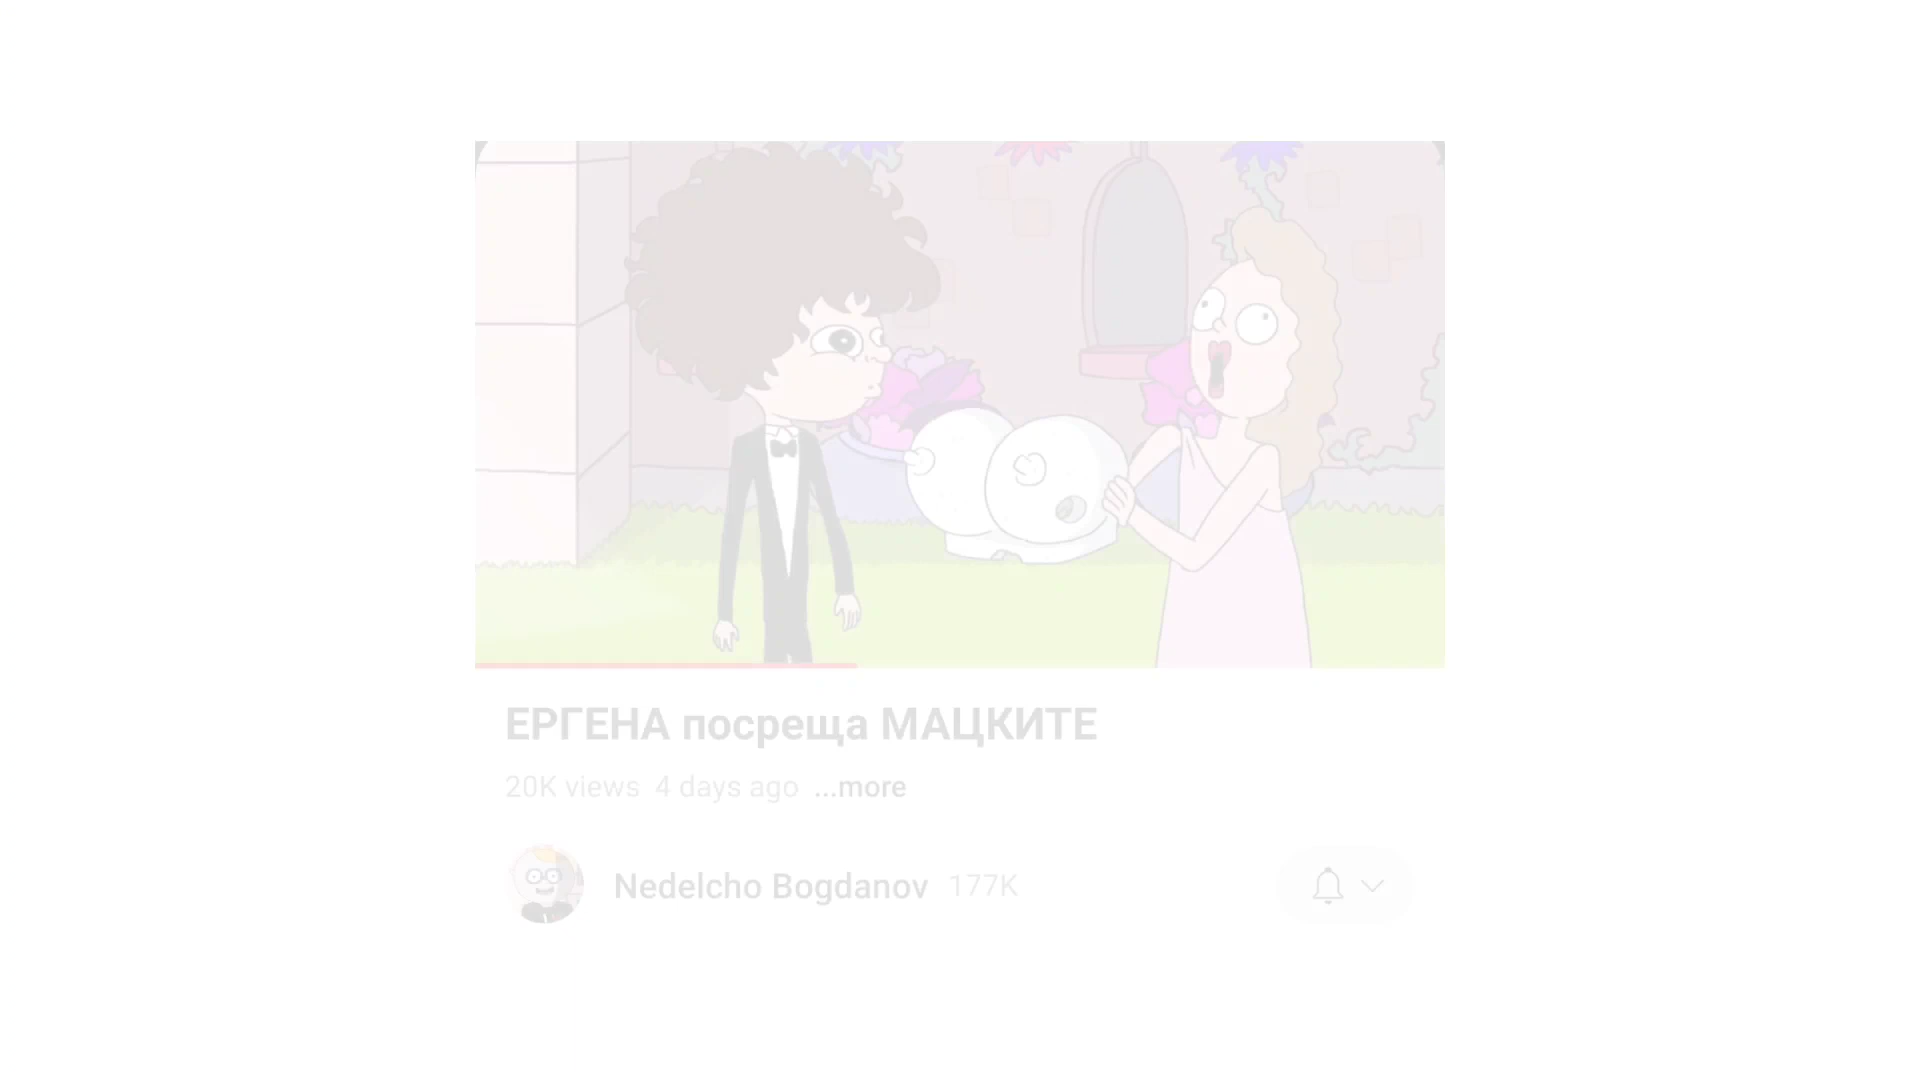 ЕРГЕНА посреща МАЦКИТЕ
20K views 4 days ago ...more
Nedelcho Bogdanov 177K